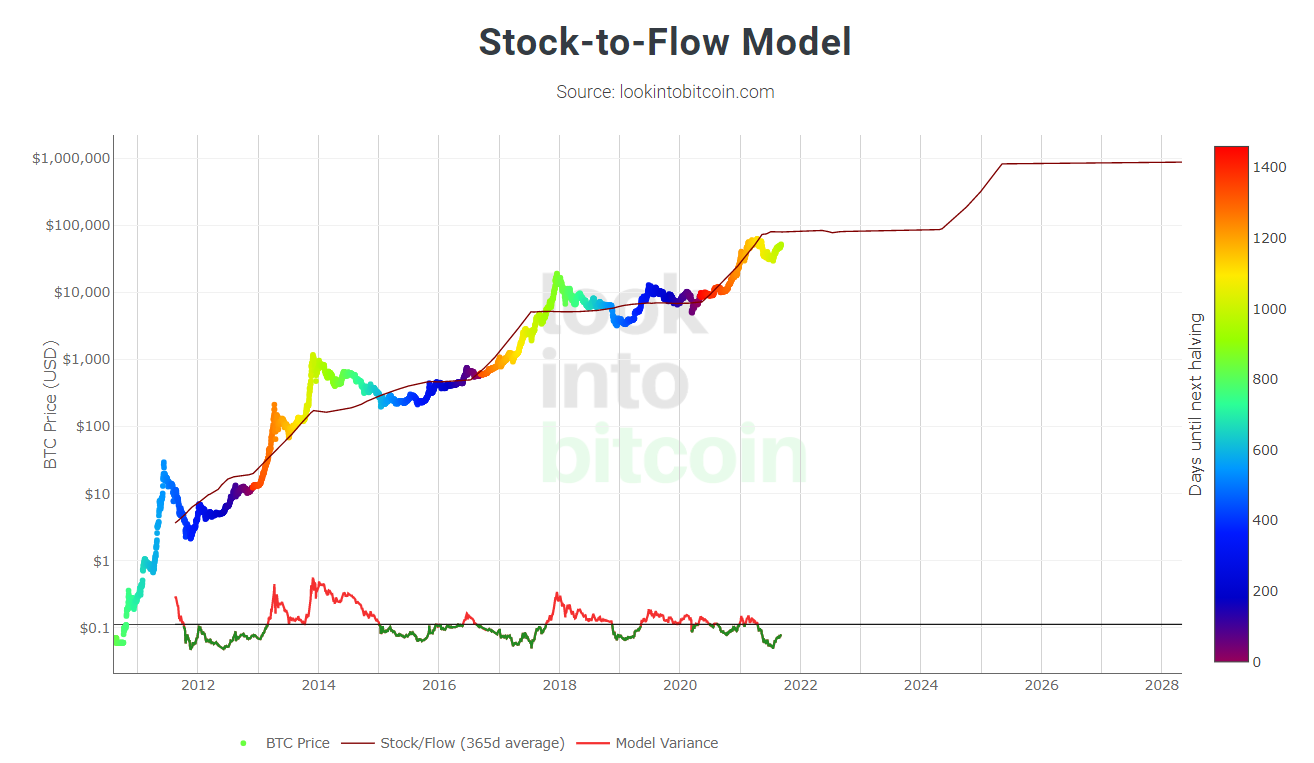 Stock-to-Flow Model
Source: lookintobitcoin.com
BTC Price (USD)
$1,000,000
$100,000
$10,000
$1,000
$100
$10
$1
$0.1
look
into
bitcoin
2012
2014
2016
2018
2020
2022
2024
2026
2028
Days until next halving
1400
1200
1000
800
600
400
200
0
BTC Price
Stock/Flow (365d average)
Model Variance